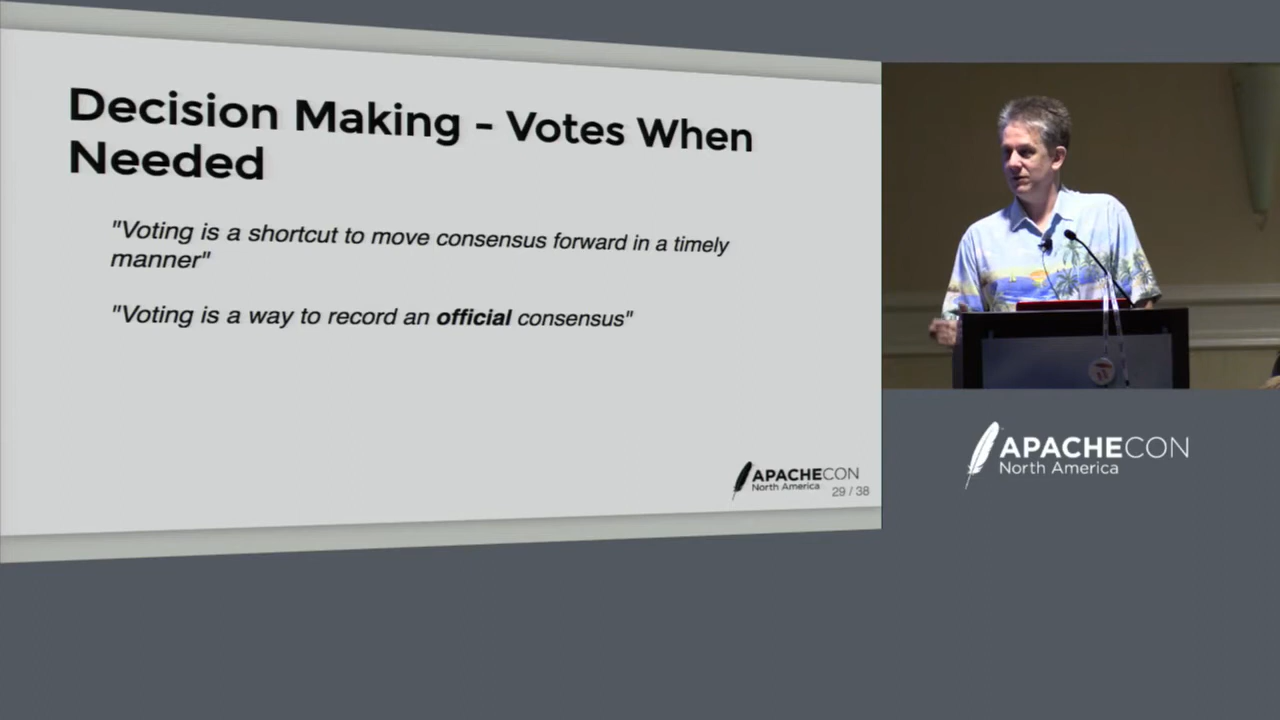 Decision Making - Votes When
Needed
"Voting is a shortcut to move consensus forward in a timely
manner"
"Voting is a way to record an official consensus"
APACHECON
North America
29 / 38
APACHECON
North America